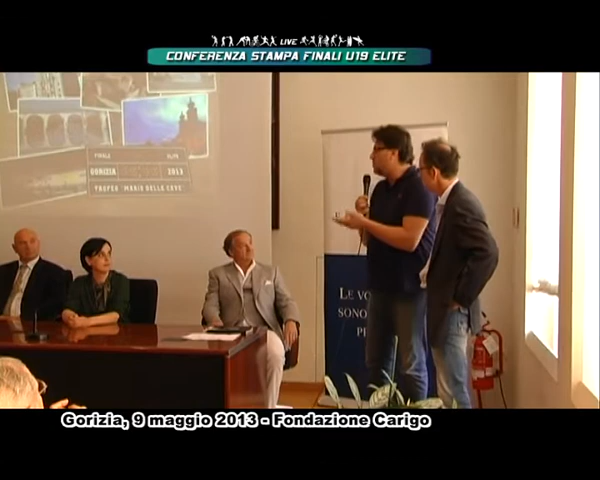 LIVE
CONFERENZA STAMPA FINALI U19 ELITE
FINALI
ELITE
GORIZIA
2013
TROFEO
LE VO
SONO
Gorizia, 9 maggio 2013 - Fondazione Carigo